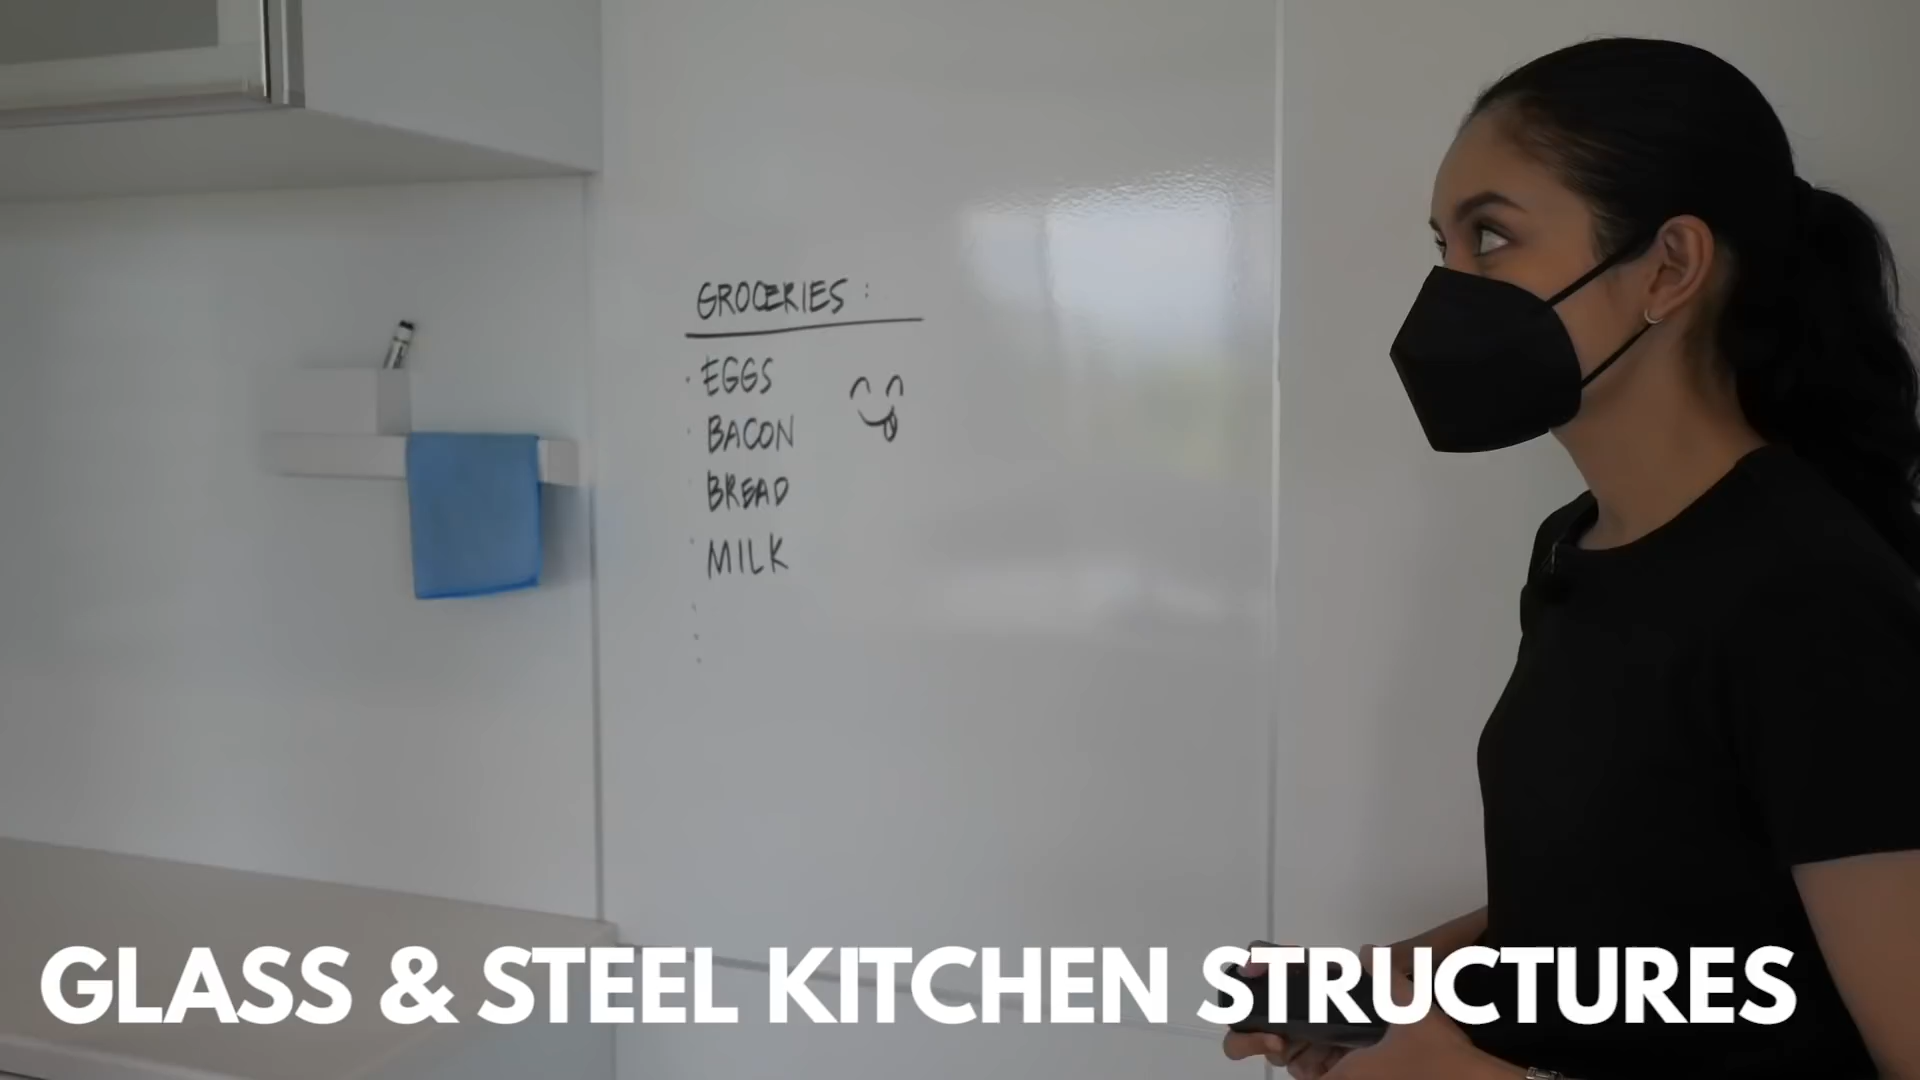 GROCERIES :
· EGGS
· BACON
· BREAD
· MILK
·
·
·
GLASS & STEEL KITCHEN STRUCTURES